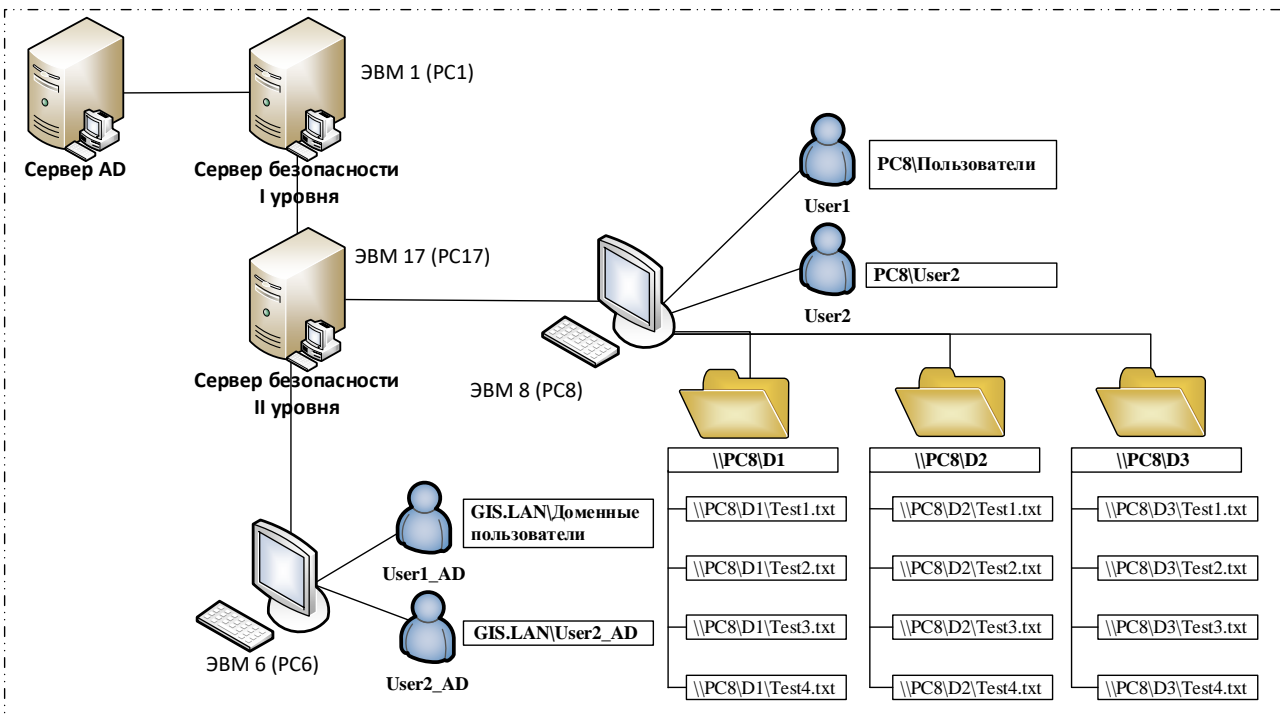 ЭВМ 1 (PC1)
Сервер AD
Сервер безопасности
I уровня
ЭВМ 17 (PC17)
Сервер безопасности
II уровня
PC8\Пользователи
User1
PC8\User2
User2
ЭВМ 8 (PC8)
\\PC8\D1
\\PC8\D1\Test1.txt
\\PC8\D1\Test2.txt
\\PC8\D1\Test3.txt
\\PC8\D1\Test4.txt
\\PC8\D2
\\PC8\D2\Test1.txt
\\PC8\D2\Test2.txt
\\PC8\D2\Test3.txt
\\PC8\D2\Test4.txt
\\PC8\D3
\\PC8\D3\Test1.txt
\\PC8\D3\Test2.txt
\\PC8\D3\Test3.txt
\\PC8\D3\Test4.txt
GIS.LAN\Доменные
пользователи
User1_AD
GIS.LAN\User2_AD
User2_AD
ЭВМ 6 (PC6)